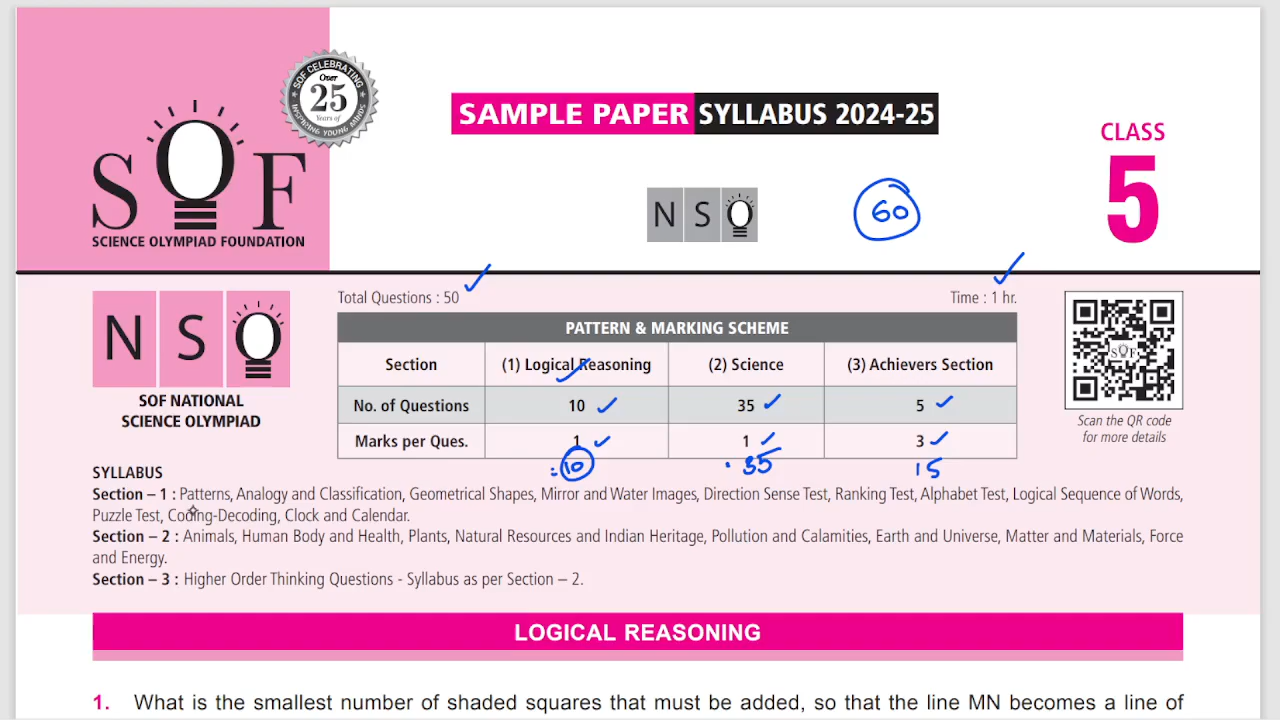 SOF CELEBRATING
Over
25
Years of
INSPIRING YOUNG MINDS
SAMPLE PAPER SYLLABUS 2024-25
CLASS
5
SOF
SCIENCE OLYMPIAD FOUNDATION
NSO
60
NSO
SOF NATIONAL
SCIENCE OLYMPIAD
Total Questions : 50
Time : 1 hr.
PATTERN & MARKING SCHEME
Section (1) Logical Reasoning (2) Science (3) Achievers Section
No. of Questions 10 35 5
Marks per Ques. 1 1 3
:10 . 35 15
SOF
Scan the QR code
for more details
SYLLABUS
Section – 1 : Patterns, Analogy and Classification, Geometrical Shapes, Mirror and Water Images, Direction Sense Test, Ranking Test, Alphabet Test, Logical Sequence of Words,
Puzzle Test, Coding-Decoding, Clock and Calendar.
Section – 2 : Animals, Human Body and Health, Plants, Natural Resources and Indian Heritage, Pollution and Calamities, Earth and Universe, Matter and Materials, Force
and Energy.
Section – 3 : Higher Order Thinking Questions - Syllabus as per Section – 2.
LOGICAL REASONING
1. What is the smallest number of shaded squares that must be added, so that the line MN becomes a line of